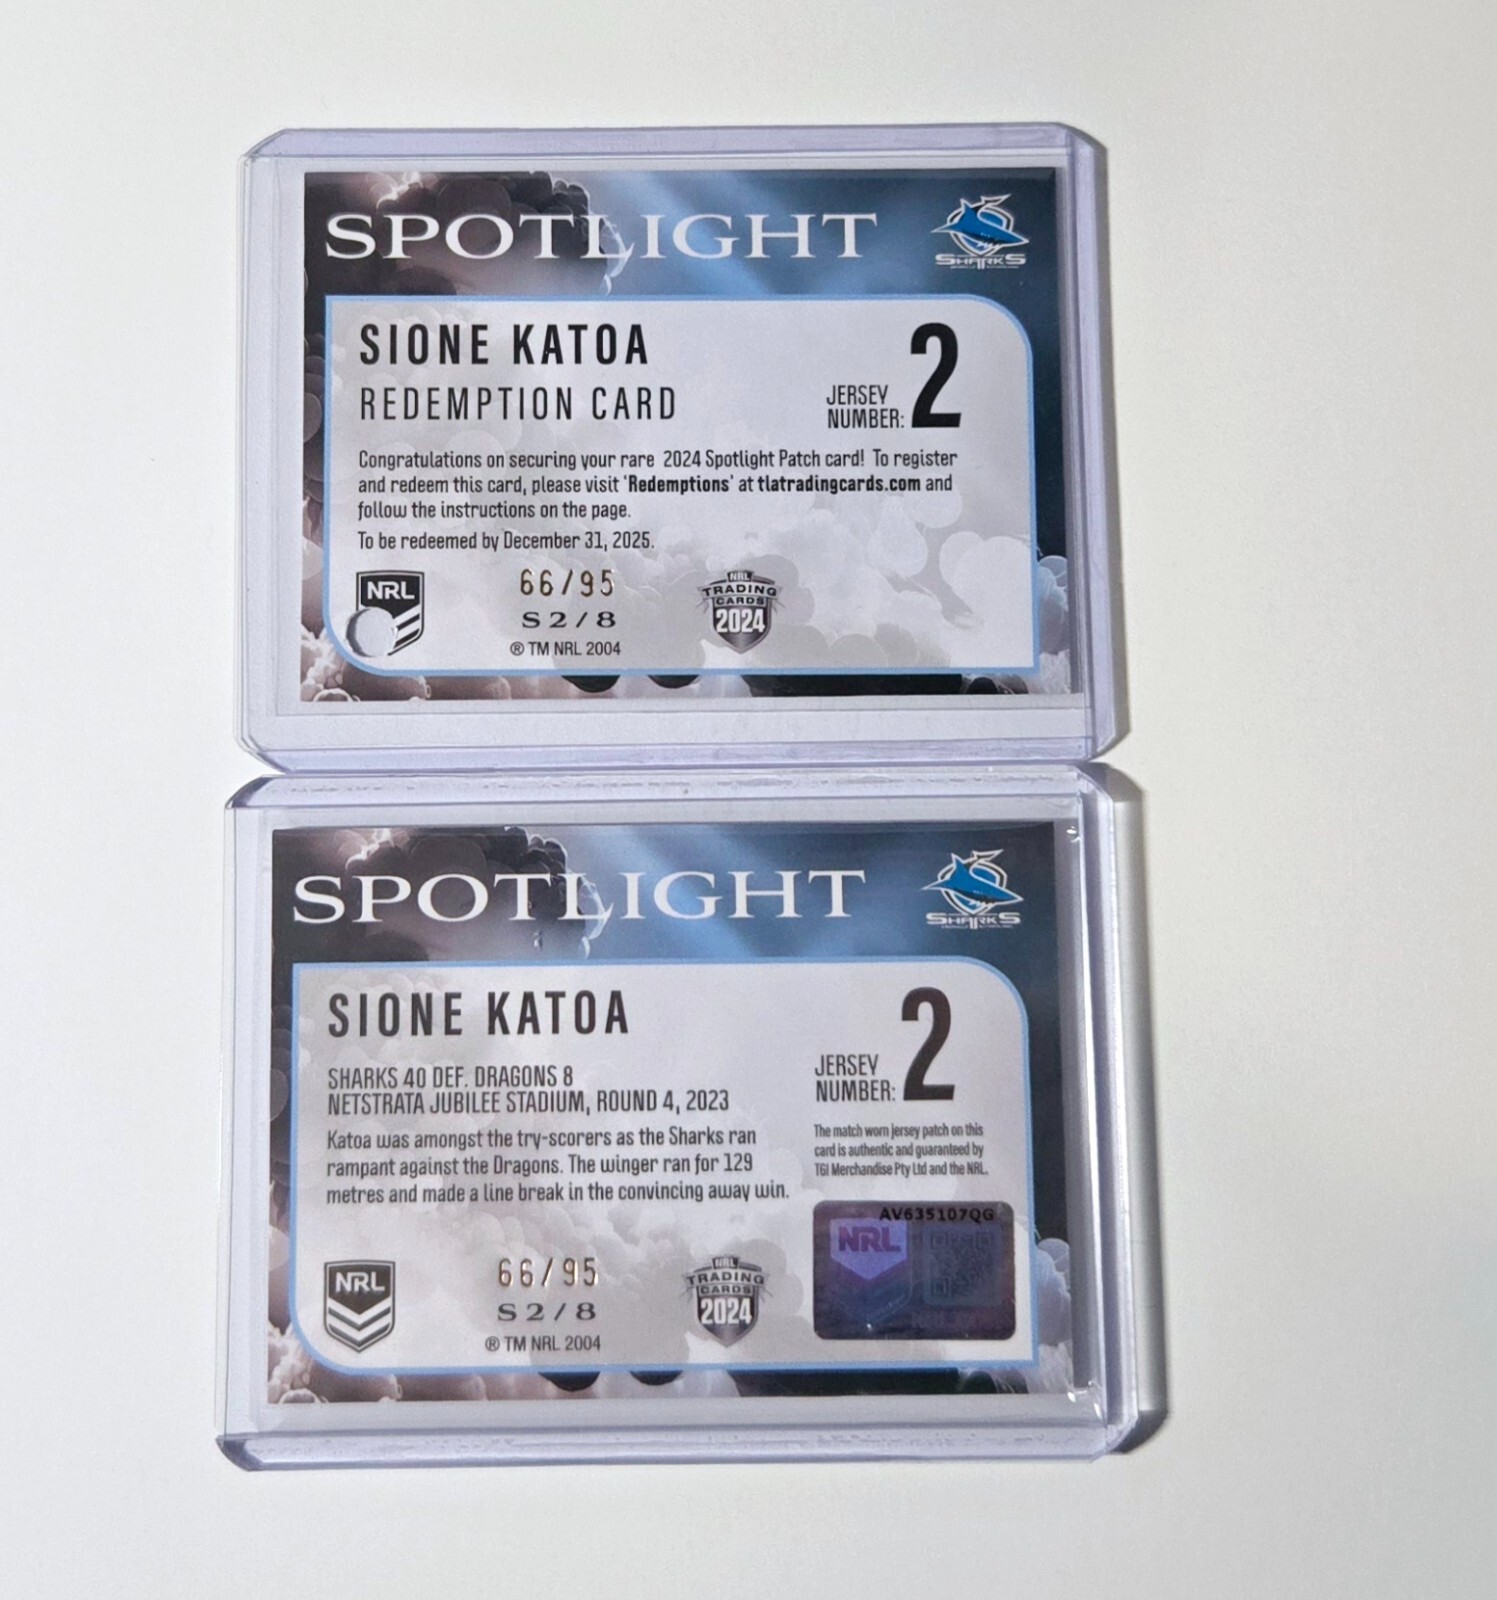 SPOTLIGHT
SHARKS
SIONE KATOA
REDEMPTION CARD
JERSEY
NUMBER: 2
Congratulations on securing your rare 2024 Spotlight Patch card! To register
and redeem this card, please visit 'Redemptions' at tlatradingcards.com and
follow the instructions on the page.
To be redeemed by December 31, 2025.
NRL
66/95
S2/8
® TM NRL 2004
NRL
TRADING
CARDS
2024
SPOTLIGHT
SHARKS
SIONE KATOA
SHARKS 40 DEF. DRAGONS 8
NETSTRATA JUBILEE STADIUM, ROUND 4, 2023
Katoa was amongst the try-scorers as the Sharks ran
rampant against the Dragons. The winger ran for 129
metres and made a line break in the convincing away win.
JERSEY
NUMBER: 2
The match worn jersey patch on this
card is authentic and guaranteed by
TGI Merchandise Pty Ltd and the NRL.
AV635107QG
NRL
NRL
66/95
S2/8
® TM NRL 2004
NRL
TRADING
CARDS
2024